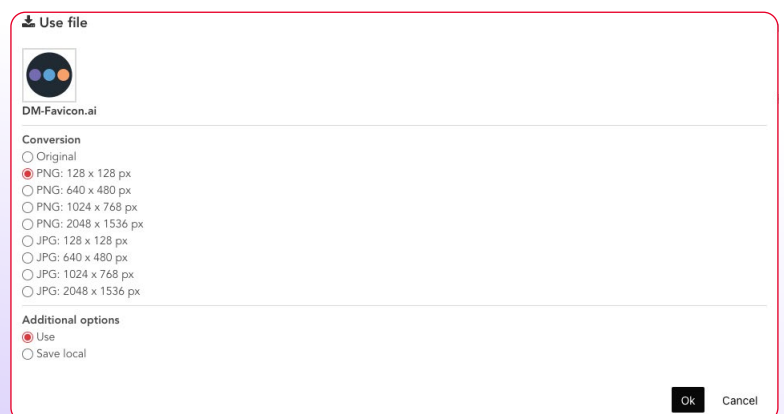 Use file
DM-Favicon.ai
Conversion
Original
PNG: 128 x 128 px
PNG: 640 x 480 px
PNG: 1024 x 768 px
PNG: 2048 x 1536 px
JPG: 128 x 128 px
JPG: 640 x 480 px
JPG: 1024 x 768 px
JPG: 2048 x 1536 px
Additional options
Use
Save local
Ok Cancel